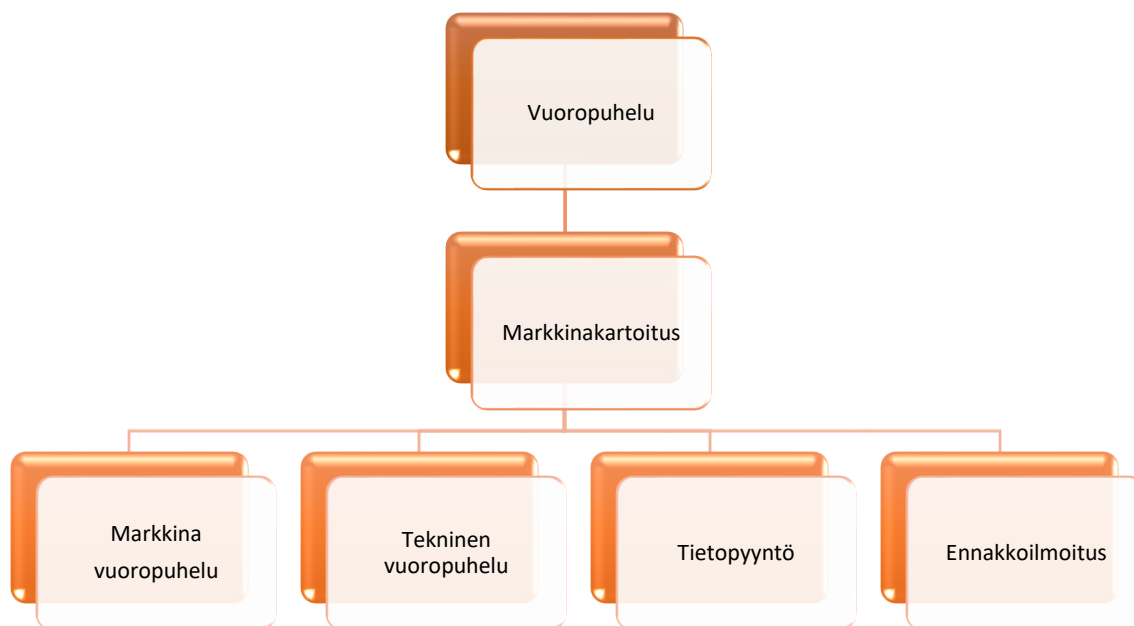 Vuoropuhelu
Markkinakartoitus
Markkina
vuoropuhelu
Tekninen
vuoropuhelu
Tietopyyntö
Ennakkoilmoitus